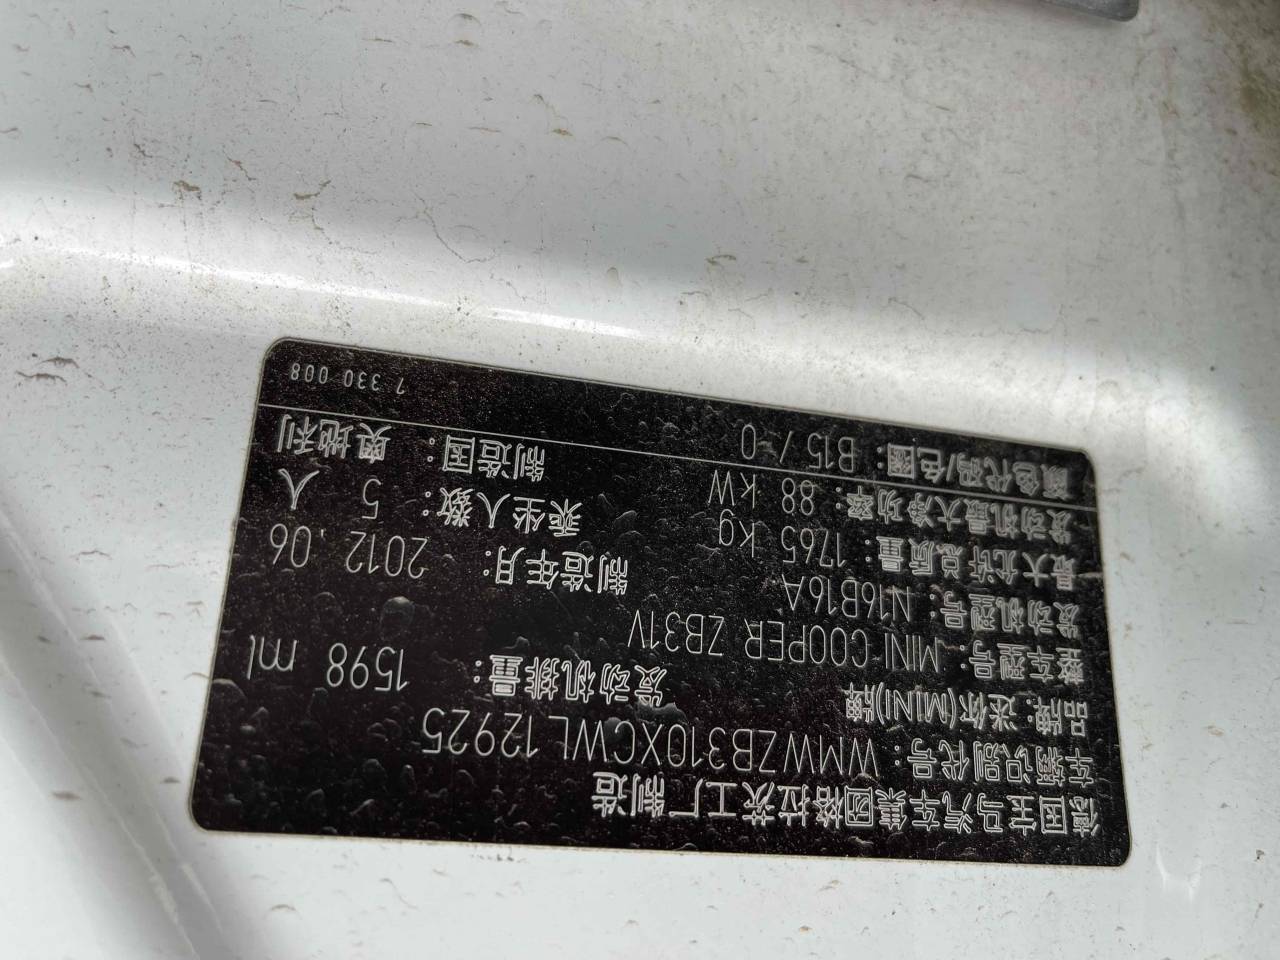 德国宝马汽车集团格拉茨工厂制造
车辆识别代号: WMWZB310XCWL12925
品牌: 迷你(MINI)牌
整车型号: MINI COOPER ZB31V 发动机排量: 1598 ml
发动机型号: N16B16A
最大允许总质量: 1765 kg 制造年月: 2012.06
发动机最大净功率: 88 kW 乘坐人数: 5 人
颜色代码/色圈: B15 / 0 制造国: 奥地利
7 330 008